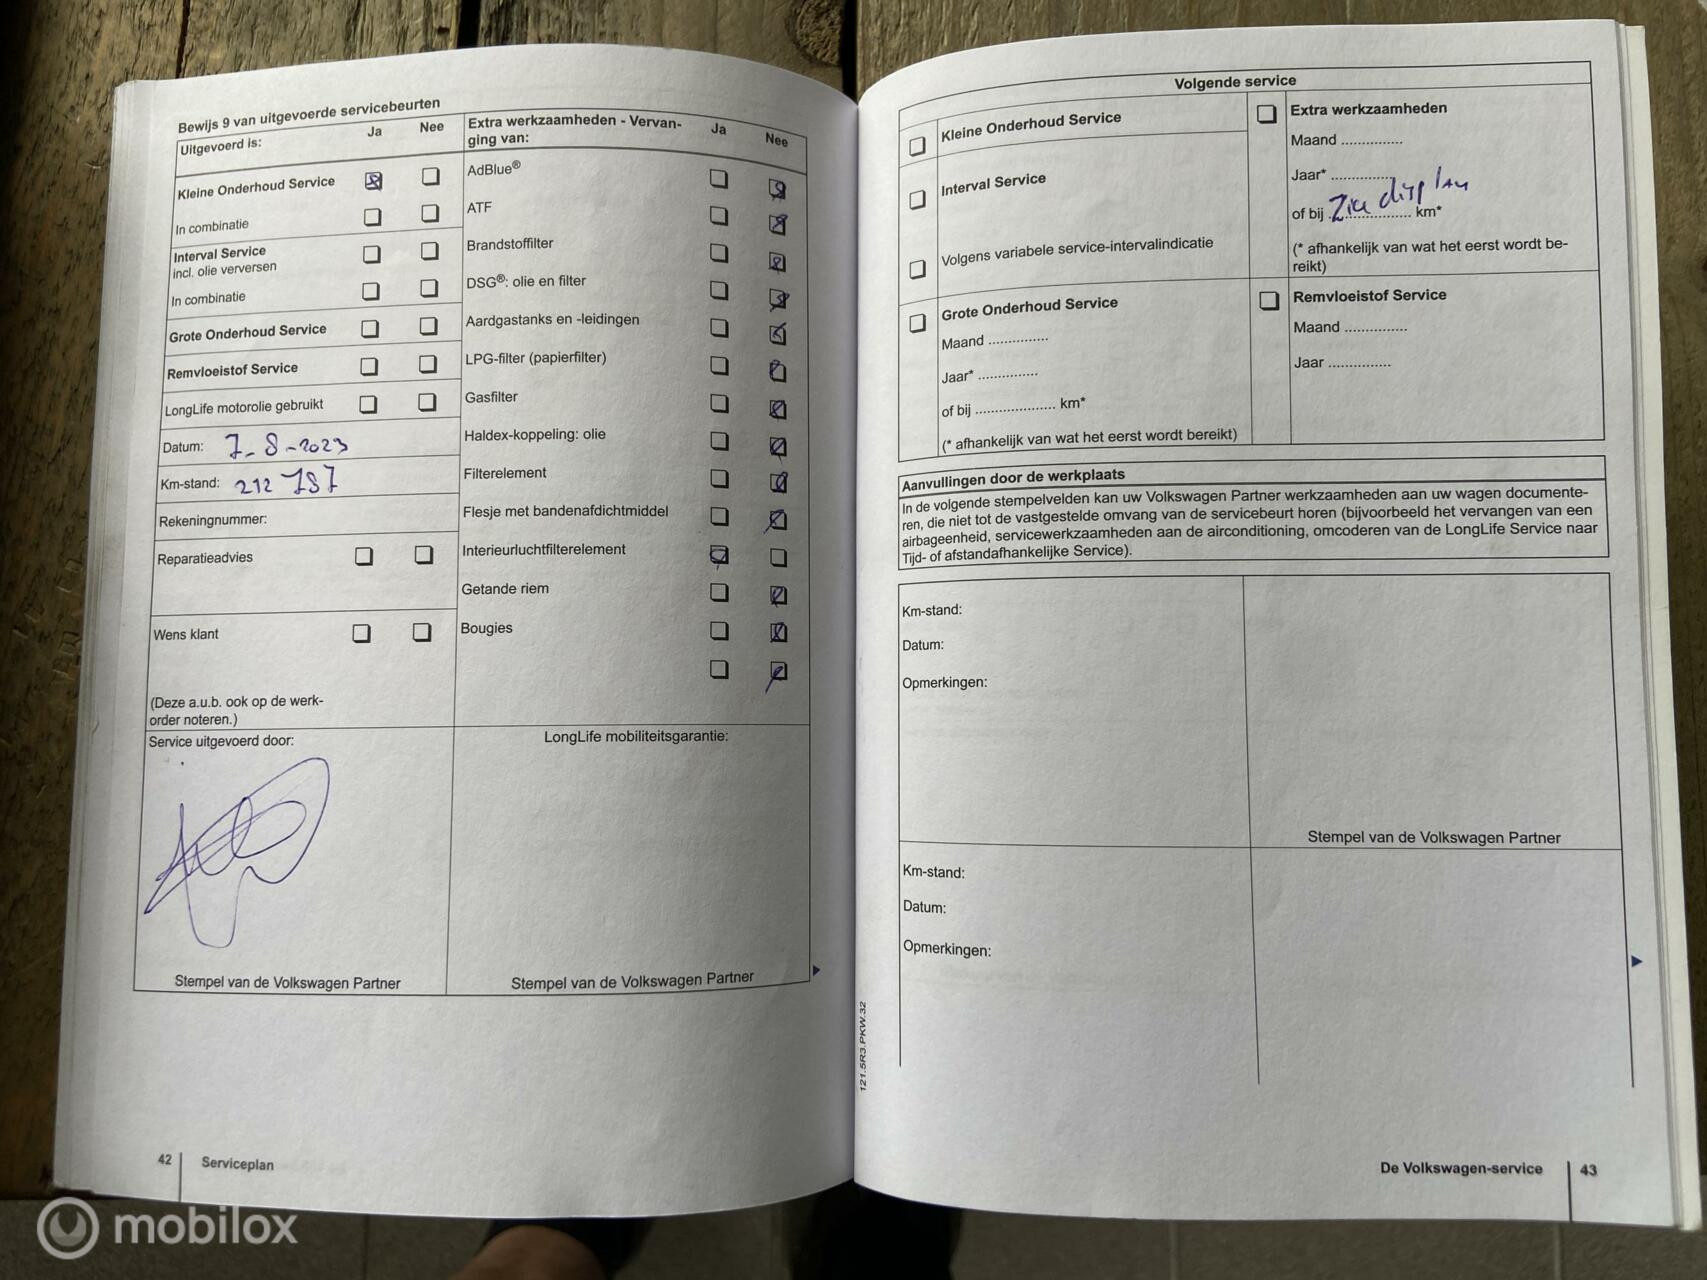 Bewijs 9 van uitgevoerde servicebeurten
Uitgevoerd is: Ja Nee
Kleine Onderhoud Service
In combinatie
Interval Service
incl. olie verversen
In combinatie
Grote Onderhoud Service
Remvloeistof Service
LongLife motorolie gebruikt
Datum: 7-8-2023
Km-stand: 212 787
Rekeningnummer:
Reparatieadvies
Wens klant
(Deze a.u.b. ook op de werk-
order noteren.)
Service uitgevoerd door:
Stempel van de Volkswagen Partner
Extra werkzaamheden - Vervan-
ging van: Ja Nee
AdBlue®
ATF
Brandstoffilter
DSG®: olie en filter
Aardgastanks en -leidingen
LPG-filter (papierfilter)
Gasfilter
Haldex-koppeling: olie
Filterelement
Flesje met bandenafdichtmiddel
Interieurluchtfilterelement
Getande riem
Bougies
LongLife mobiliteitsgarantie:
Stempel van de Volkswagen Partner
42 Serviceplan
Volgende service
Kleine Onderhoud Service
Interval Service
Volgens variabele service-intervalindicatie
Grote Onderhoud Service
Maand ...............
Jaar* ...............
of bij .................... km*
(* afhankelijk van wat het eerst wordt bereikt)
Extra werkzaamheden
Maand ...............
Jaar* ...............
of bij Zie display km*
(* afhankelijk van wat het eerst wordt be-
reikt)
Remvloeistof Service
Maand ...............
Jaar ...............
Aanvullingen door de werkplaats
In de volgende stempelvelden kan uw Volkswagen Partner werkzaamheden aan uw wagen documente-
ren, die niet tot de vastgestelde omvang van de servicebeurt horen (bijvoorbeeld het vervangen van een
airbageenheid, servicewerkzaamheden aan de airconditioning, omcoderen van de LongLife Service naar
Tijd- of afstandafhankelijke Service).
Km-stand:
Datum:
Opmerkingen:
Stempel van de Volkswagen Partner
Km-stand:
Datum:
Opmerkingen:
121.5R3.PKW.32
De Volkswagen-service 43
mobilox